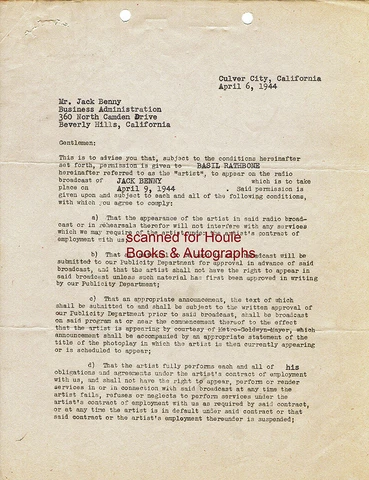 Culver City, California
April 6, 1944
Mr. Jack Benny
Business Administration
360 North Camden Drive
Beverly Hills, California
Gentlemen:
This is to advise you that, subject to the conditions hereinafter
set forth, permission is given to BASIL RATHBONE
hereinafter referred to as the "artist", to appear on the radio
broadcast of JACK BENNY which is to take
place on April 9, 1944 . Said permission is
given upon and subject to each and all of the following conditions,
with which you agree to comply:
a) That the appearance of the artist in said radio broad-
cast or in rehearsals therefor will not interfere with any services
which we may require of the artist under the artist's contract of
employment with us;
scanned for Houle
Books & Autographs
b) That broadcast will be
submitted to our Publicity Department for approval in advance of said
broadcast, and that the artist shall not have the right to appear in
said broadcast unless such material has first been approved in writing
by our Publicity Department;
c) That an appropriate announcement, the text of which
shall be submitted to and shall be subject to the written approval of
our Publicity Department prior to said broadcast, shall be broadcast
on said program at or near the commencement thereof to the effect
that the artist is appearing by courtesy of Metro-Goldwyn-Mayer, which
announcement shall be accompanied by an appropriate statement of the
title of the photoplay in which the artist is then currently appearing
or is scheduled to appear;
d) That the artist fully performs each and all of his
obligations and agreements under the artist's contract of employment
with us, and shall not have the right to appear, perform or render
services in or in connection with said broadcast at any time the
artist fails, refuses or neglects to perform services under the
artist's contract of employment with us as required by said contract,
or at any time the artist is in default under said contract or that
said contract or the artist's employment thereunder is suspended;